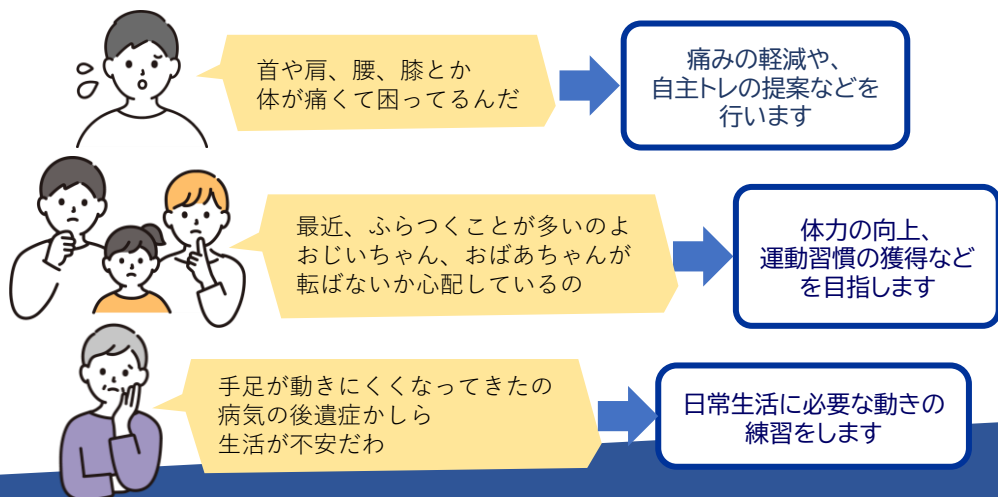 首や肩、腰、膝とか
体が痛くて困ってるんだ
痛みの軽減や、
自主トレの提案などを
行います
最近、ふらつくことが多いのよ
おじいちゃん、おばあちゃんが
転ばないか心配しているの
体力の向上、
運動習慣の獲得など
を目指します
手足が動きにくくなってきたの
病気の後遺症かしら
生活が不安だわ
日常生活に必要な動きの
練習をします